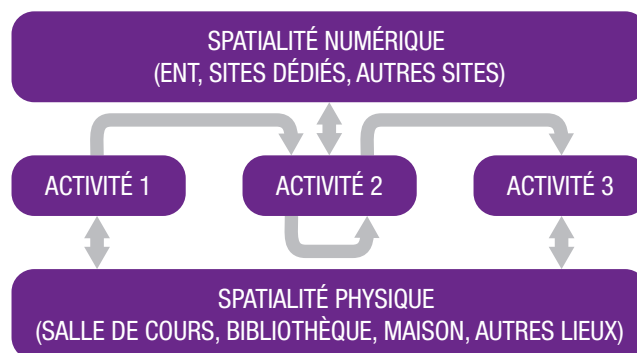 SPATIALITÉ NUMÉRIQUE
(ENT, SITES DÉDIÉS, AUTRES SITES)
ACTIVITÉ 1
ACTIVITÉ 2
ACTIVITÉ 3
SPATIALITÉ PHYSIQUE
(SALLE DE COURS, BIBLIOTHÈQUE, MAISON, AUTRES LIEUX)